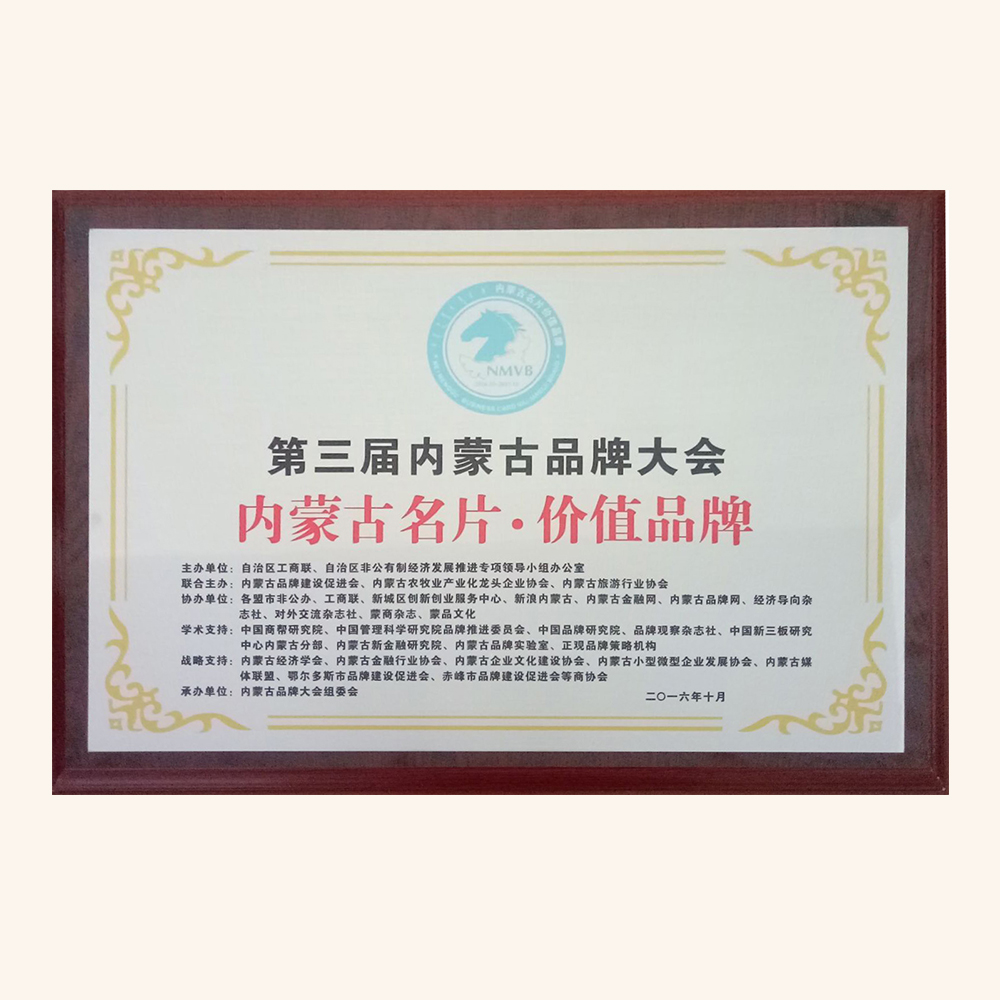 内蒙古名片价值品牌
NMVB
第三届内蒙古品牌大会
内蒙古名片·价值品牌
主办单位：自治区工商联、自治区非公有制经济发展推进专项领导小组办公室
联合主办：内蒙古品牌建设促进会、内蒙古农牧业产业化龙头企业协会、内蒙古旅游行业协会
协办单位：各盟市非公办、工商联、新城区创新创业服务中心、新浪内蒙古、内蒙古金融网、内蒙古品牌网、经济导向杂
志社、对外交流杂志社、蒙商杂志、蒙品文化
学术支持：中国商帮研究院、中国管理科学研究院品牌推进委员会、中国品牌研究院、品牌观察杂志社、中国新三板研究
中心内蒙古分部、内蒙古新金融研究院、内蒙古品牌实验室、正现品牌策略机构
战略支持：内蒙古经济学会、内蒙古金融行业协会、内蒙古企业文化建设协会、内蒙古小型微型企业发展协会、内蒙古媒
体联盟、鄂尔多斯市品牌建设促进会、赤峰市品牌建设促进会等商协会
承办单位：内蒙古品牌大会组委会
二〇一六年十月